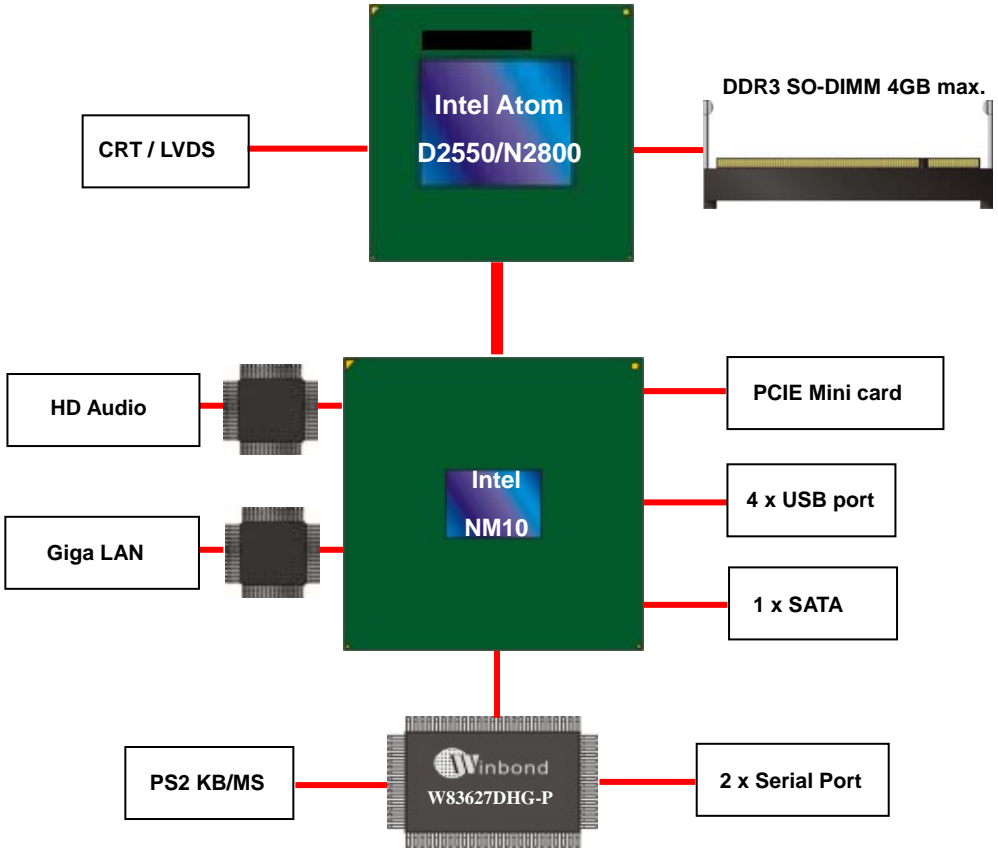 DDR3 SO-DIMM 4GB max.
Intel Atom
D2550/N2800
CRT / LVDS
HD Audio
PCIE Mini card
Intel
NM10
4 x USB port
Giga LAN
1 x SATA
PS2 KB/MS
Winbond
W83627DHG-P
2 x Serial Port